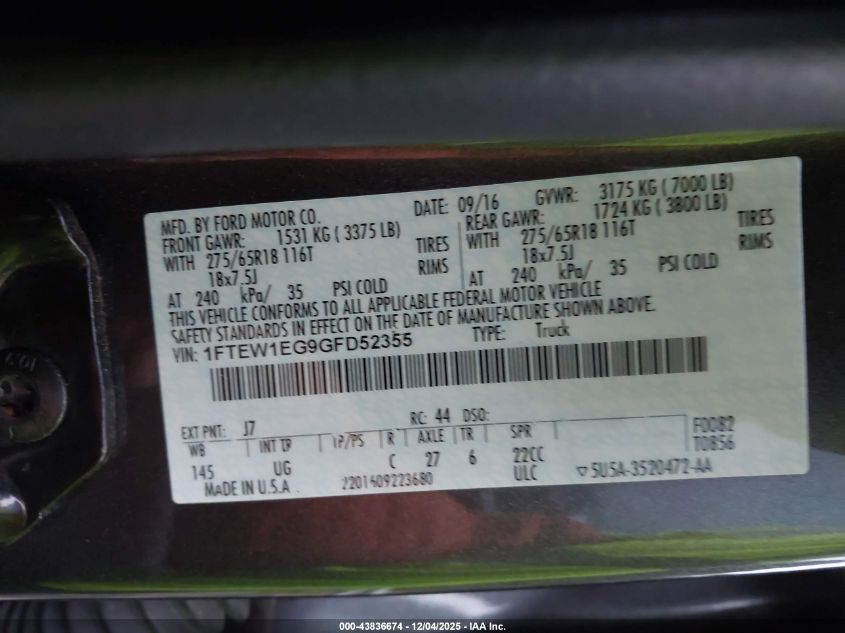 MFD. BY FORD MOTOR CO. DATE: 09/16 GVWR: 3175 KG ( 7000 LB)
FRONT GAWR: 1531 KG ( 3375 LB) REAR GAWR: 1724 KG ( 3800 LB)
WITH 275/65R18 116T TIRES WITH 275/65R18 116T TIRES
18x7.5J RIMS 18x7.5J RIMS
AT 240 kPa/ 35 PSI COLD AT 240 kPa/ 35 PSI COLD
THIS VEHICLE CONFORMS TO ALL APPLICABLE FEDERAL MOTOR VEHICLE
SAFETY STANDARDS IN EFFECT ON THE DATE OF MANUFACTURE SHOWN ABOVE.
VIN: 1FTEW1EG9GFD52355 TYPE: Truck
EXT PNT: J7 RC: 44 DSO: F0082
WB INT TR TP/PS R AXLE TR SPR T0856
145 UG C 27 6 22CC
MADE IN U.S.A. 2201609223680 ULC 5U5A-3520472-AA
000-43836674 - 12/04/2025 - IAA Inc.